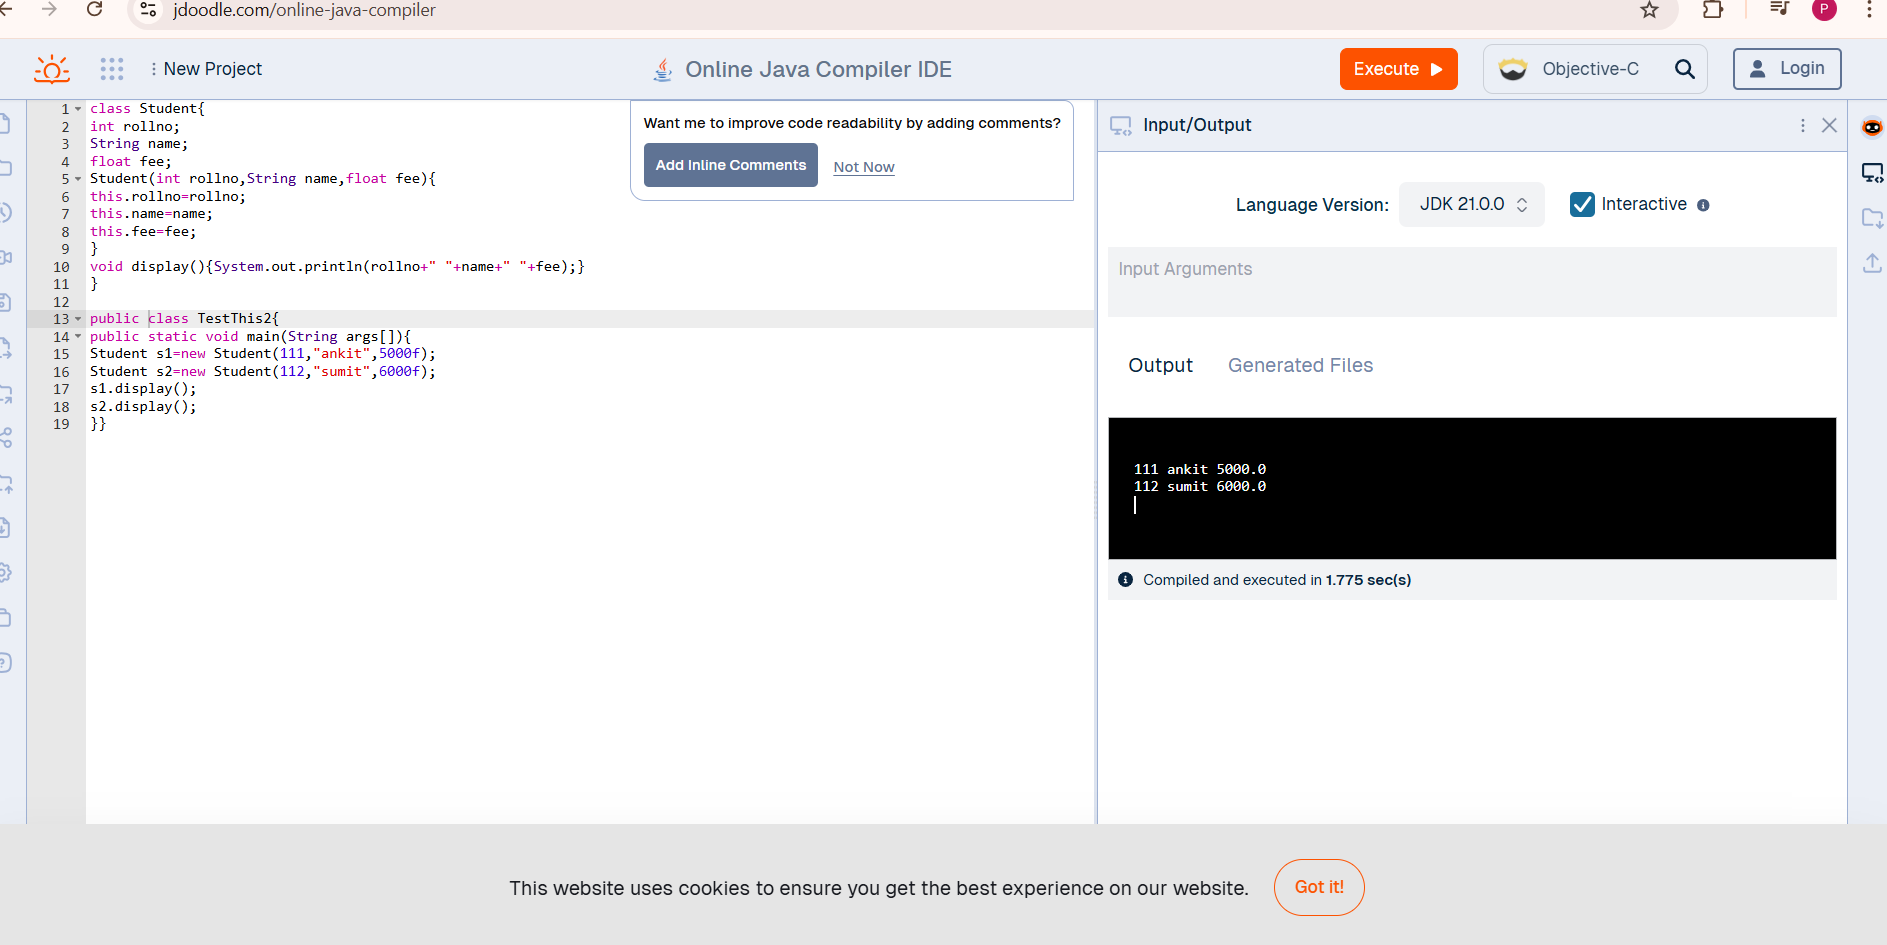 jdoodle.com/online-java-compiler
P
New Project
Online Java Compiler IDE
Execute
Objective-C
Login
1 class Student{
2 int rollno;
3 String name;
4 float fee;
5 Student(int rollno,String name,float fee){
6 this.rollno=rollno;
7 this.name=name;
8 this.fee=fee;
9 }
10 void display(){System.out.println(rollno+" "+name+" "+fee);}
11 }
12
13 public class TestThis2{
14 public static void main(String args[]){
15 Student s1=new Student(111,"ankit",5000f);
16 Student s2=new Student(112,"sumit",6000f);
17 s1.display();
18 s2.display();
19 }}
Want me to improve code readability by adding comments?
Add Inline Comments
Not Now
Input/Output
Language Version:
JDK 21.0.0
Interactive
Input Arguments
Output
Generated Files
111 ankit 5000.0
112 sumit 6000.0
Compiled and executed in 1.775 sec(s)
This website uses cookies to ensure you get the best experience on our website.
Got it!